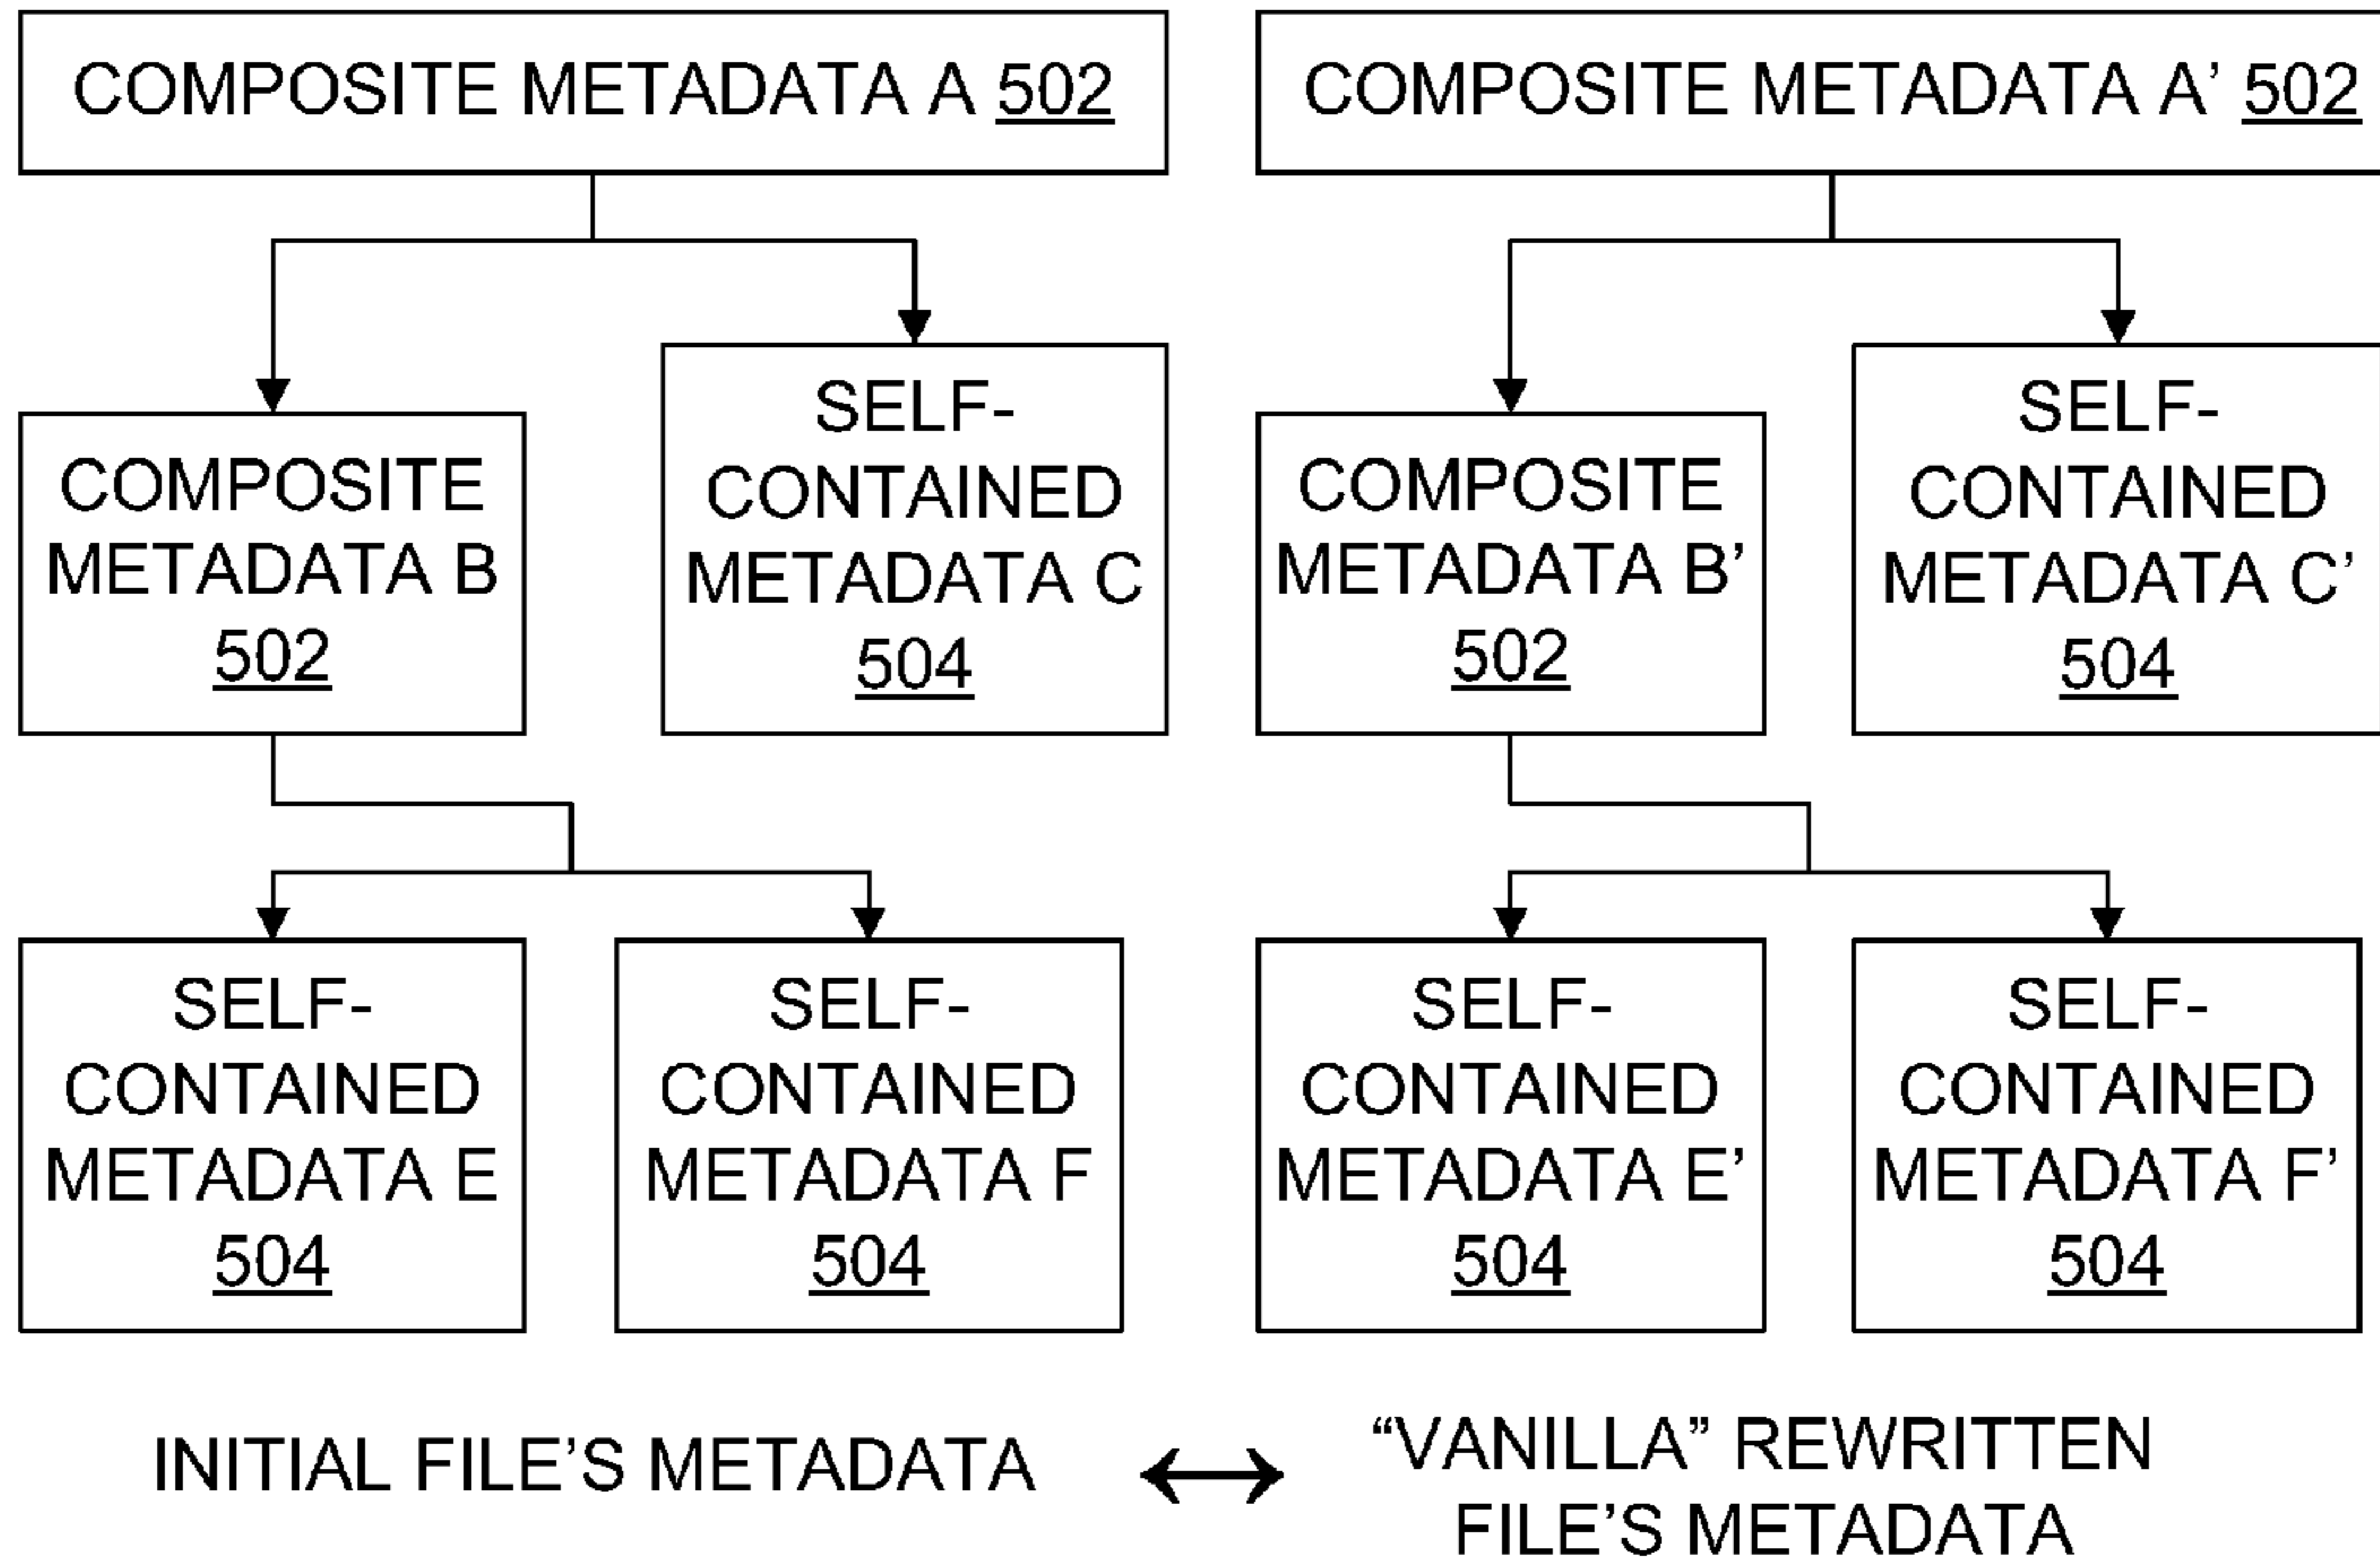 COMPOSITE METADATA A 502
COMPOSITE METADATA A’ 502
COMPOSITE
METADATA B
502
SELF-
CONTAINED
METADATA C
504
COMPOSITE
METADATA B’
502
SELF-
CONTAINED
METADATA C’
504
SELF-
CONTAINED
METADATA E
504
SELF-
CONTAINED
METADATA F
504
SELF-
CONTAINED
METADATA E’
504
SELF-
CONTAINED
METADATA F’
504
INITIAL FILE’S METADATA
“VANILLA” REWRITTEN
FILE’S METADATA